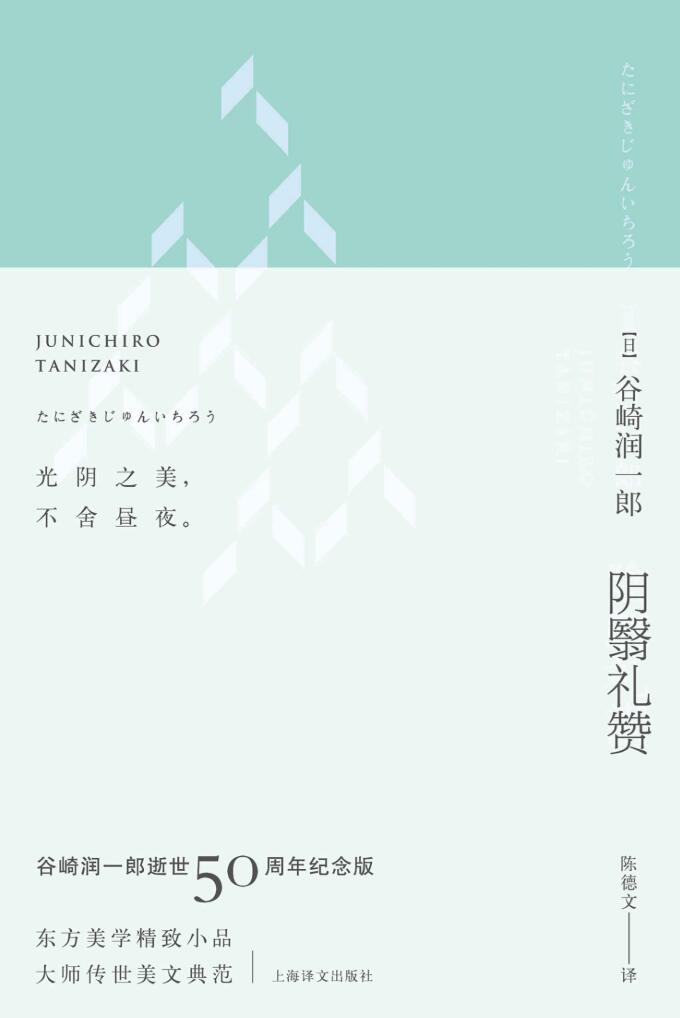 JUNICHIRO
TANIZAKI
たにざきじゅんいちろう
光阴之美，
不舍昼夜。
谷崎润一郎逝世50周年纪念版
东方美学精致小品
大师传世美文典范
上海译文出版社
たにざきじゅんいちろう
【日】谷崎润一郎
阴翳礼赞
陈德文——译
JUNICHIRO
TANIZAKI